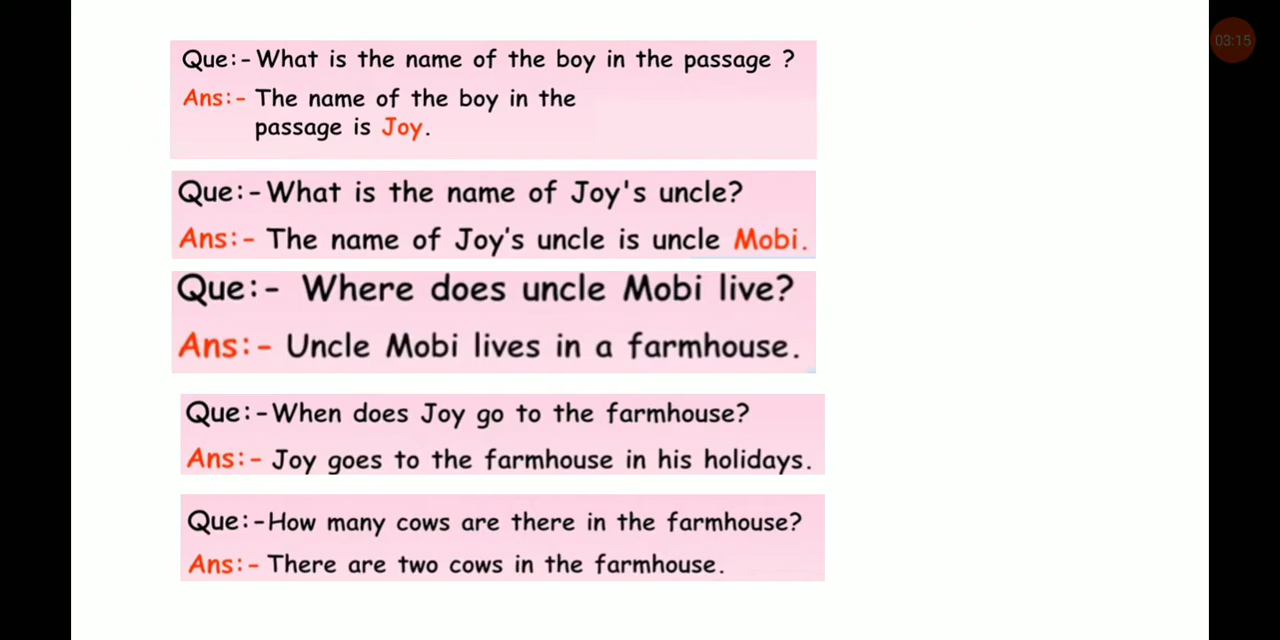 03:15
Que:- What is the name of the boy in the passage ?
Ans:- The name of the boy in the
passage is Joy.
Que:- What is the name of Joy's uncle?
Ans:- The name of Joy's uncle is uncle Mobi.
Que:- Where does uncle Mobi live?
Ans:- Uncle Mobi lives in a farmhouse.
Que:- When does Joy go to the farmhouse?
Ans:- Joy goes to the farmhouse in his holidays.
Que:- How many cows are there in the farmhouse?
Ans:- There are two cows in the farmhouse.